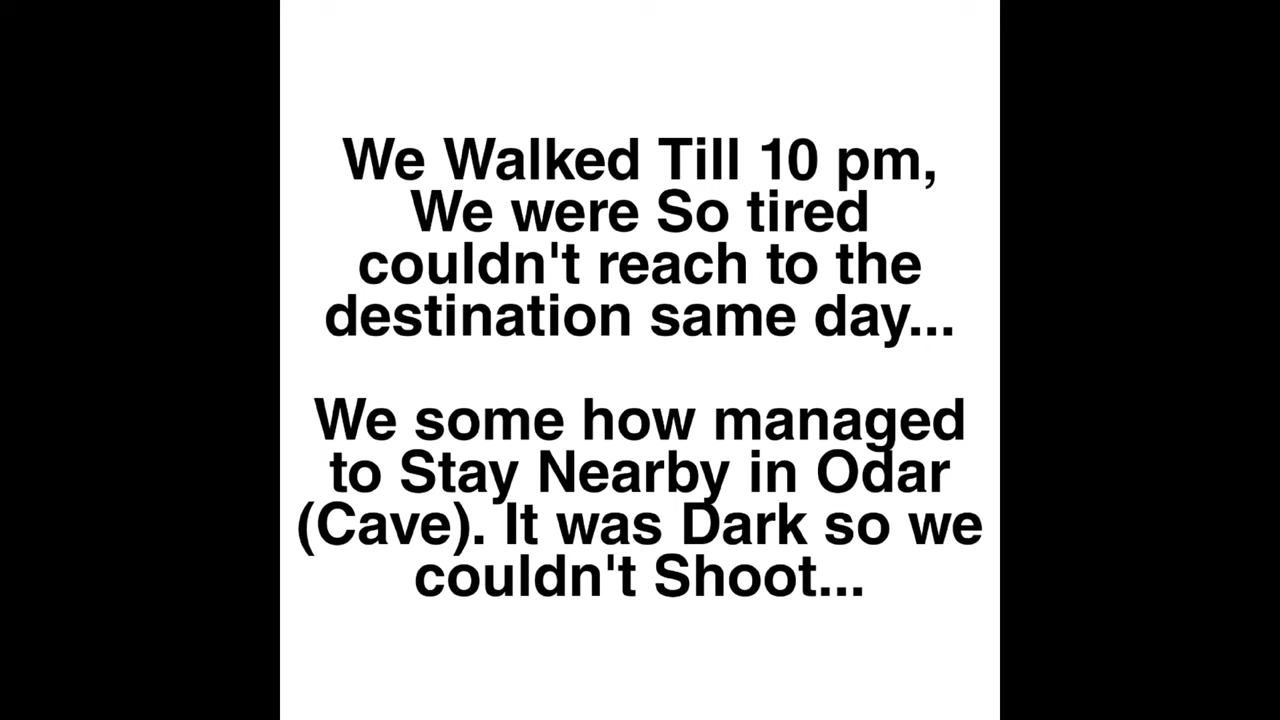 We Walked Till 10 pm,
We were So tired
couldn't reach to the
destination same day...
We some how managed
to Stay Nearby in Odar
(Cave). It was Dark so we
couldn't Shoot...